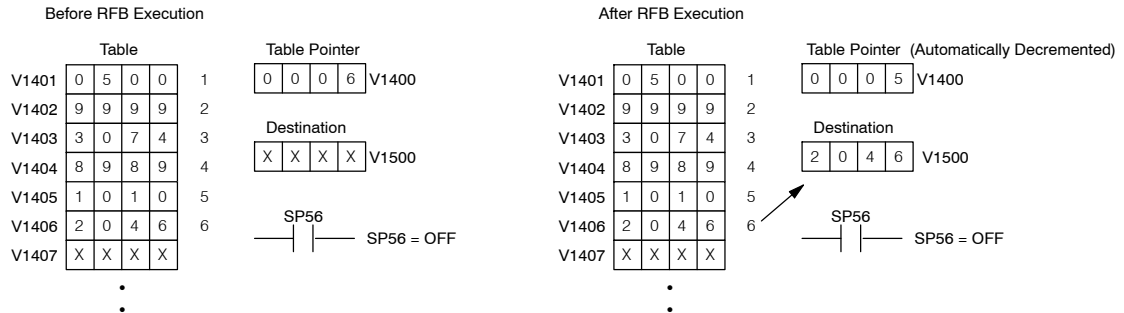 Before RFB Execution
Table
V1401 0 5 0 0 1
V1402 9 9 9 9 2
V1403 3 0 7 4 3
V1404 8 9 8 9 4
V1405 1 0 1 0 5
V1406 2 0 4 6 6
V1407 X X X X
Table Pointer
0 0 0 6 V1400
Destination
X X X X V1500
SP56
SP56 = OFF
After RFB Execution
Table
V1401 0 5 0 0 1
V1402 9 9 9 9 2
V1403 3 0 7 4 3
V1404 8 9 8 9 4
V1405 1 0 1 0 5
V1406 2 0 4 6 6
V1407 X X X X
Table Pointer (Automatically Decremented)
0 0 0 5 V1400
Destination
2 0 4 6 V1500
SP56
SP56 = OFF